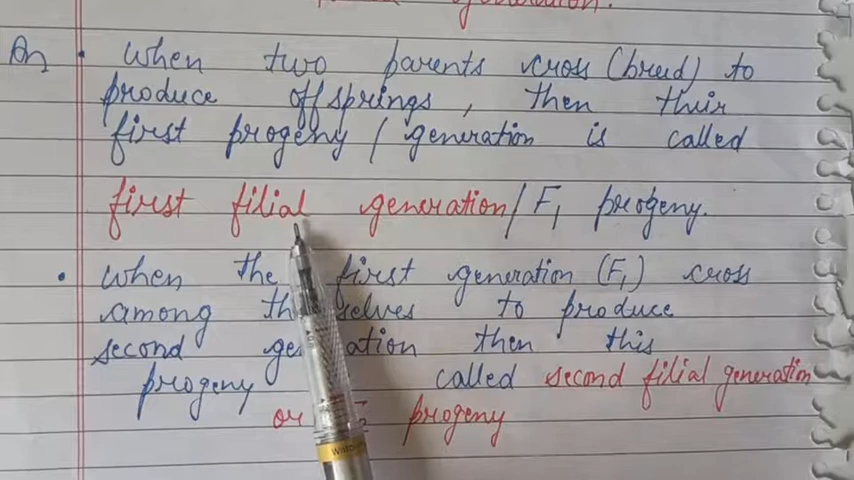 generation.
An • when two parents cross (breed) to
produce offsprings, then their
first progeny / generation is called
first filial generation / F1 progeny.
• when the first generation (F1) cross
among to produce
second then this
progeny called second filial generation
or progeny